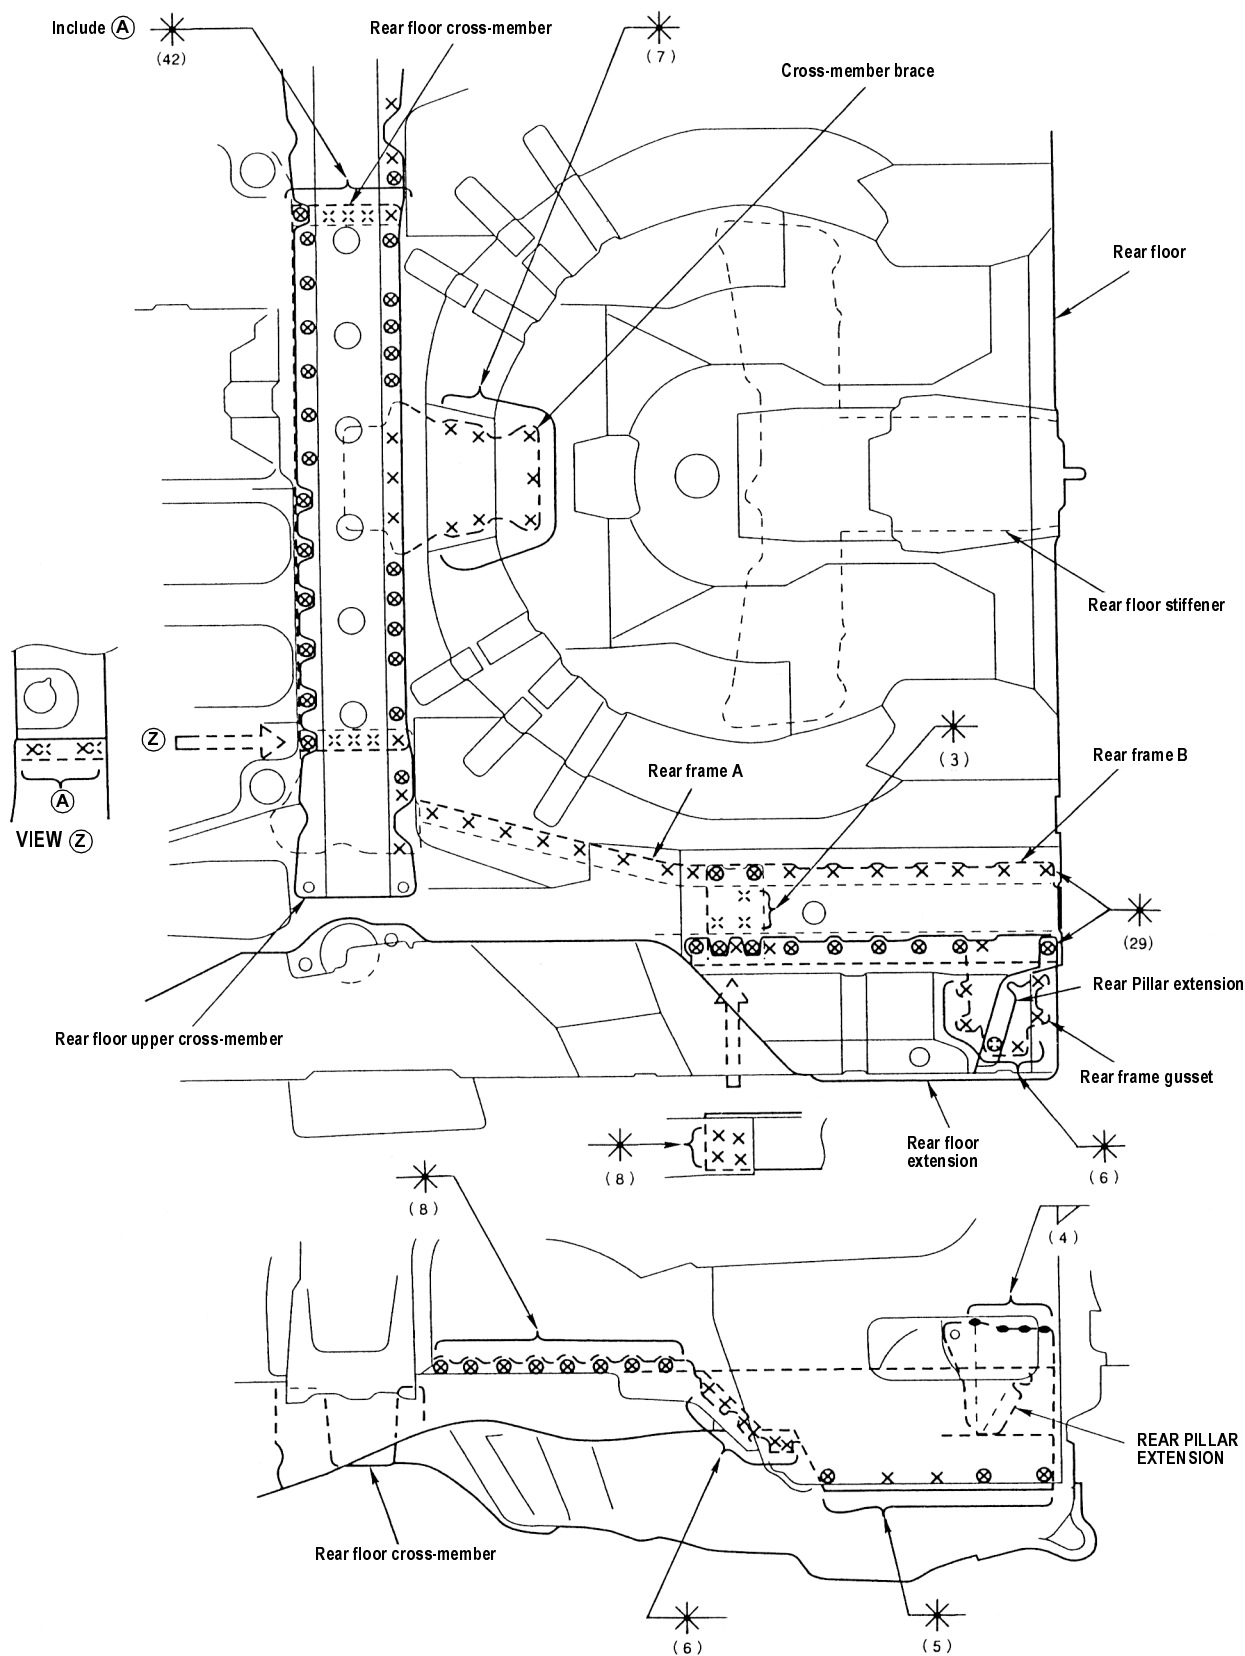 Include Ⓐ
(42)
Rear floor cross-member
(7)
Cross-member brace
Rear floor
Rear floor stiffener
Ⓩ
Ⓐ
VIEW Ⓩ
(3)
Rear frame A
Rear frame B
(29)
Rear Pillar extension
Rear floor upper cross-member
Rear frame gusset
Rear floor
extension
(8)
(6)
(8)
(4)
REAR PILLAR
EXTENSION
Rear floor cross-member
(6)
(5)